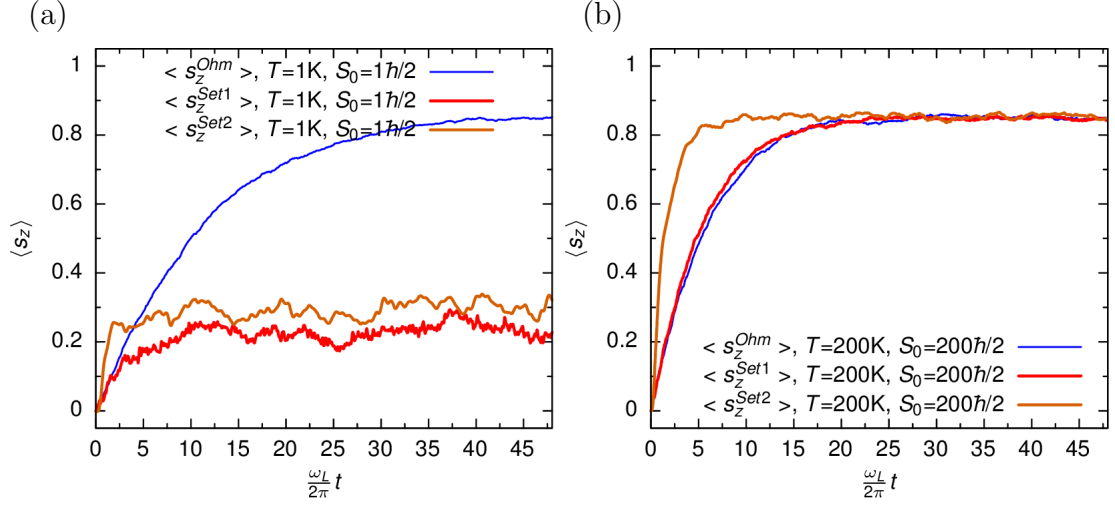 (a)
1
0.8
0.6
0.4
0.2
0
⟨s_z⟩
< s_z^{Ohm} >, T=1K, S_0=1ħ/2
< s_z^{Set1} >, T=1K, S_0=1ħ/2
< s_z^{Set2} >, T=1K, S_0=1ħ/2
0 5 10 15 20 25 30 35 40 45
\frac{ω_L}{2π} t
(b)
1
0.8
0.6
0.4
0.2
0
⟨s_z⟩
< s_z^{Ohm} >, T=200K, S_0=200ħ/2
< s_z^{Set1} >, T=200K, S_0=200ħ/2
< s_z^{Set2} >, T=200K, S_0=200ħ/2
0 5 10 15 20 25 30 35 40 45
\frac{ω_L}{2π} t